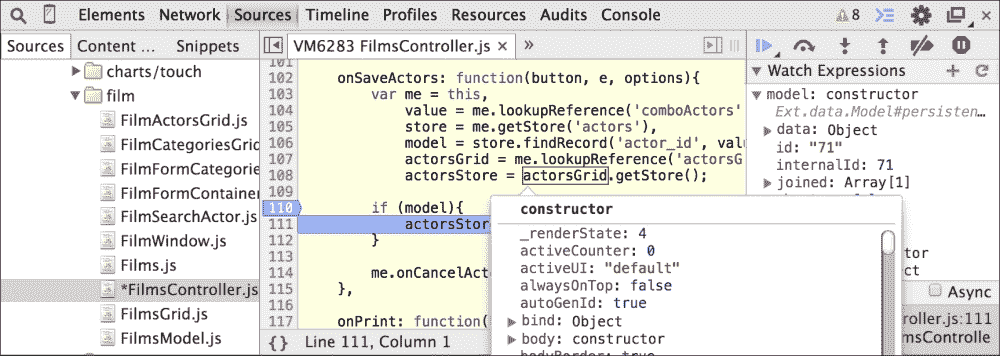 Elements Network Sources Timeline Profiles Resources Audits Console 8
Sources Content ... Snippets
charts/touch
film
FilmActorsGrid.js
FilmCategoriesGrid
FilmFormCategories
FilmFormContainer
FilmSearchActor.js
FilmWindow.js
Films.js
*FilmsController.js
FilmsGrid.js
FilmsModel.js
VM6283 FilmsController.js × »
101
102 onSaveActors: function(button, e, options){
103 var me = this,
104 value = me.lookupReference('comboActors'
105 store = me.getStore('actors'),
106 model = store.findRecord('actor_id', valu
107 actorsGrid = me.lookupReference('actorsG
108 actorsStore = actorsGrid.getStore();
109
110 if (model){
111 actorsStor
112 }
113
114 me.onCancelAct
115 },
116
117 onPrint: function(
{} Line 111, Column 1
constructor
_renderState: 4
activeCounter: 0
activeUI: "default"
alwaysOnTop: false
autoGenId: true
bind: Object
body: constructor
bodyBorder: true
Watch Expressions
model: constructor
Ext.data.Model#persisten...
data: Object
id: "71"
internalId: 71
joined: Array[1]
ctor
ct
Async
roller.js:111
msControlle